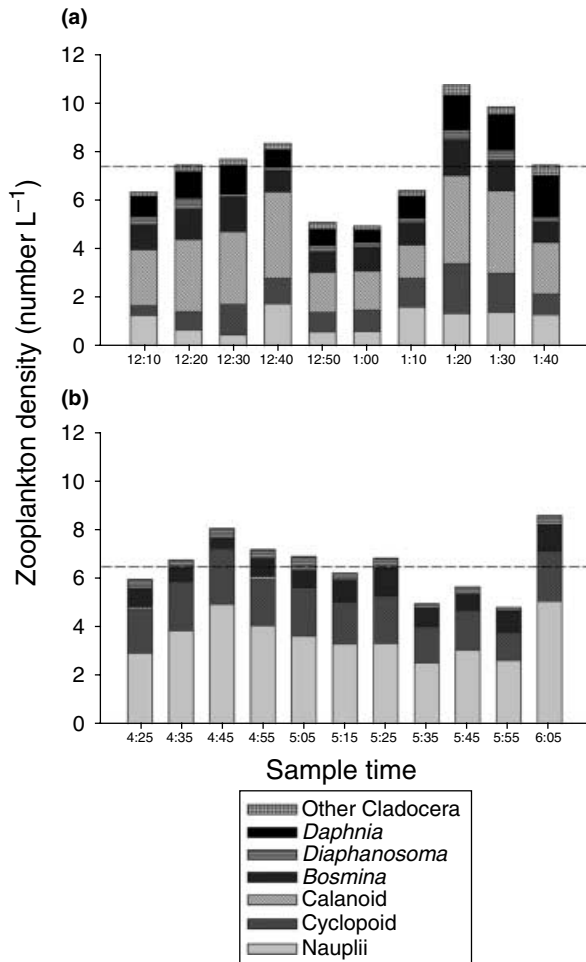 (a)
12
10
8
6
4
2
0
12:10 12:20 12:30 12:40 12:50 1:00 1:10 1:20 1:30 1:40
Zooplankton density (number L⁻¹)
(b)
12
10
8
6
4
2
0
4:25 4:35 4:45 4:55 5:05 5:15 5:25 5:35 5:45 5:55 6:05
Sample time
Other Cladocera
Daphnia
Diaphanosoma
Bosmina
Calanoid
Cyclopoid
Nauplii